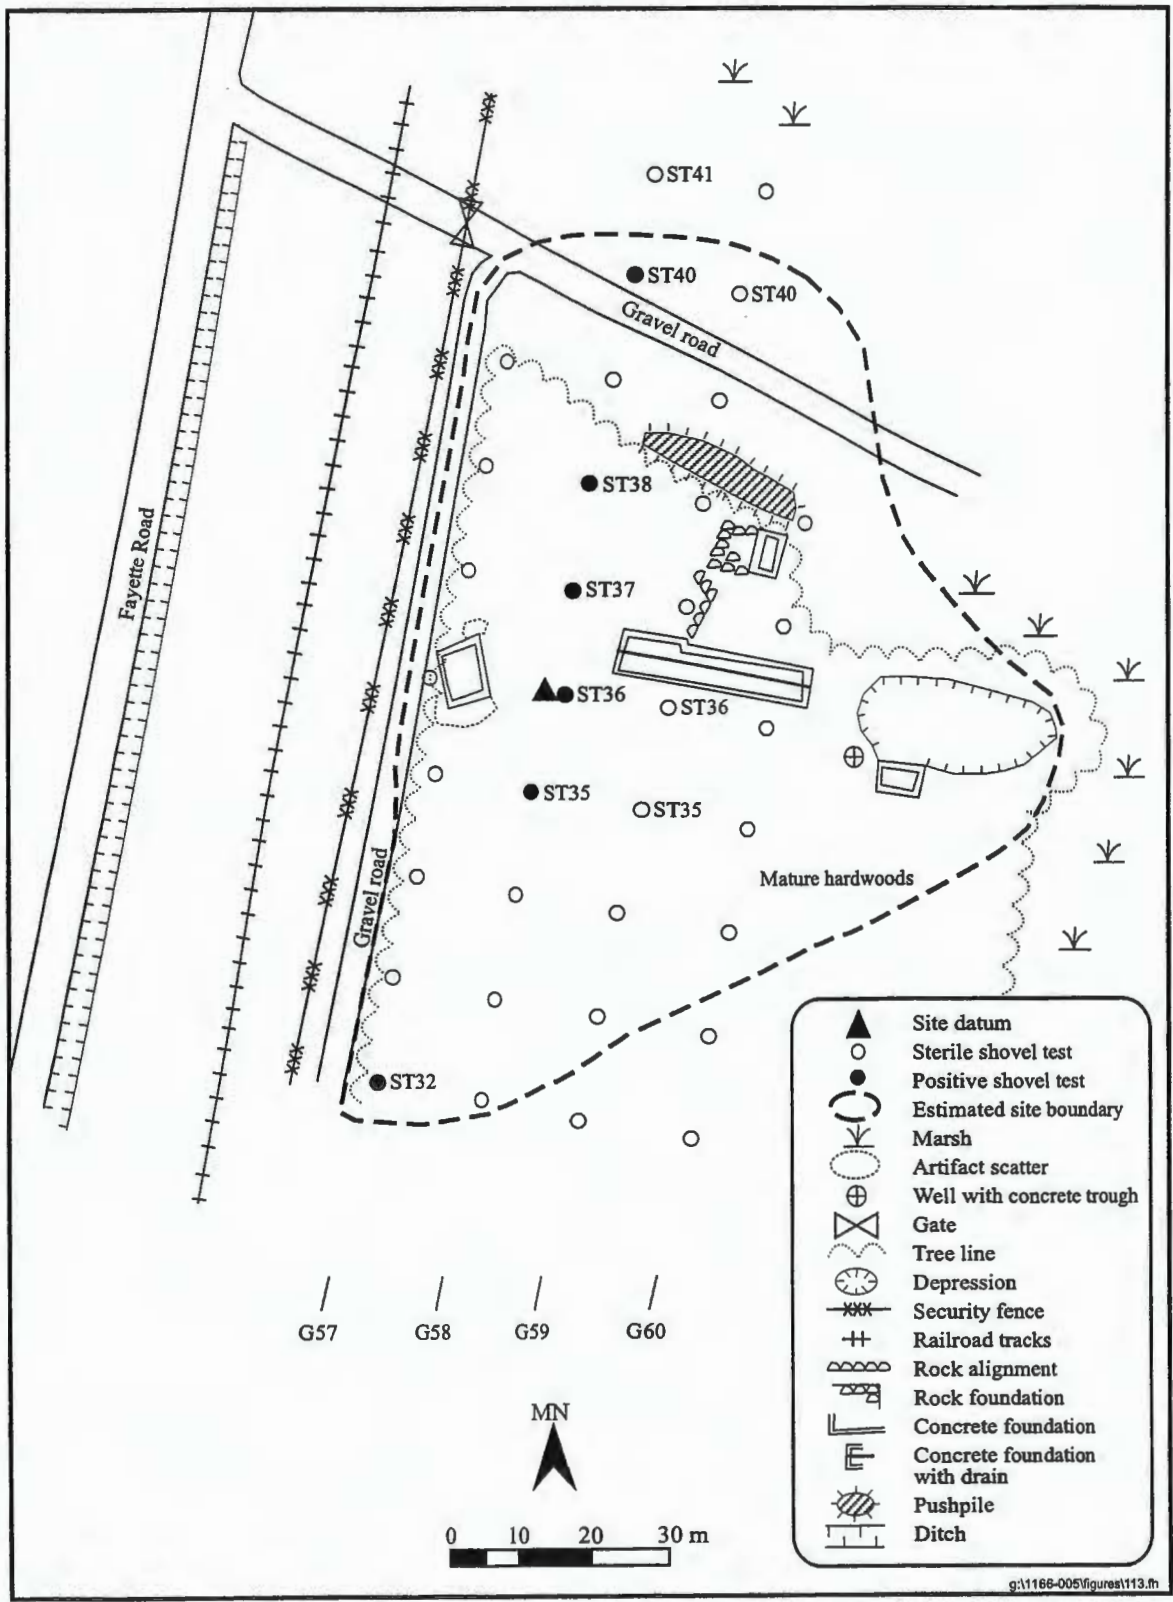 ST41
ST40
ST40
Gravel road
ST38
Fayette Road
ST37
ST36
ST36
ST35
ST35
Mature hardwoods
Gravel road
ST32
Site datum
Sterile shovel test
Positive shovel test
Estimated site boundary
Marsh
Artifact scatter
Well with concrete trough
Gate
Tree line
Depression
Security fence
Railroad tracks
Rock alignment
Rock foundation
Concrete foundation
Concrete foundation
with drain
Pushpile
Ditch
G57 G58 G59 G60
MN
0 10 20 30 m
g:\1166-005\figures\113.fh